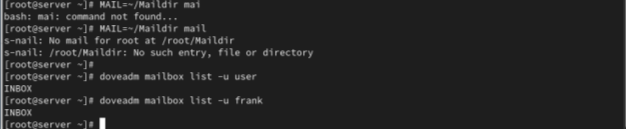 [root@server ~]# MAIL=~/Maildir mai
bash: mai: command not found...
[root@server ~]# MAIL=~/Maildir mail
s-nail: No mail for root at /root/Maildir
s-nail: /root/Maildir: No such entry, file or directory
[root@server ~]#
[root@server ~]# doveadm mailbox list -u user
INBOX
[root@server ~]# doveadm mailbox list -u frank
INBOX
[root@server ~]#